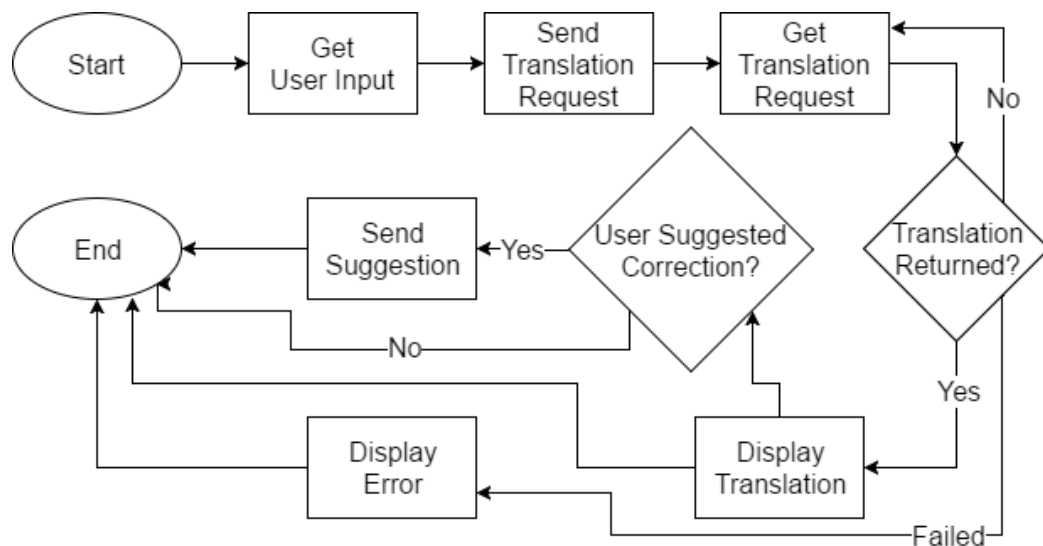 Start
Get
User Input
Send
Translation
Request
Get
Translation
Request
No
End
Send
Suggestion
Yes
User Suggested
Correction?
Translation
Returned?
No
Yes
Display
Error
Display
Translation
Failed